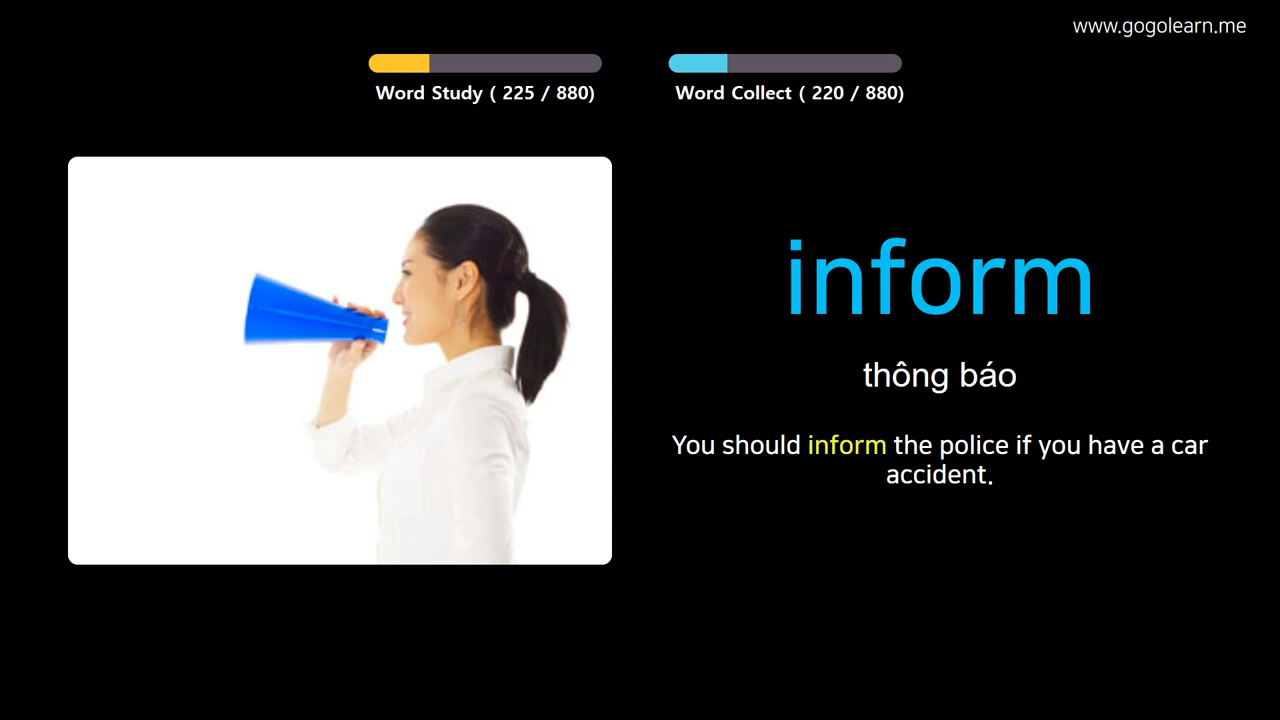 www.gogolearn.me
Word Study ( 225 / 880)
Word Collect ( 220 / 880)
inform
thông báo
You should inform the police if you have a car
accident.